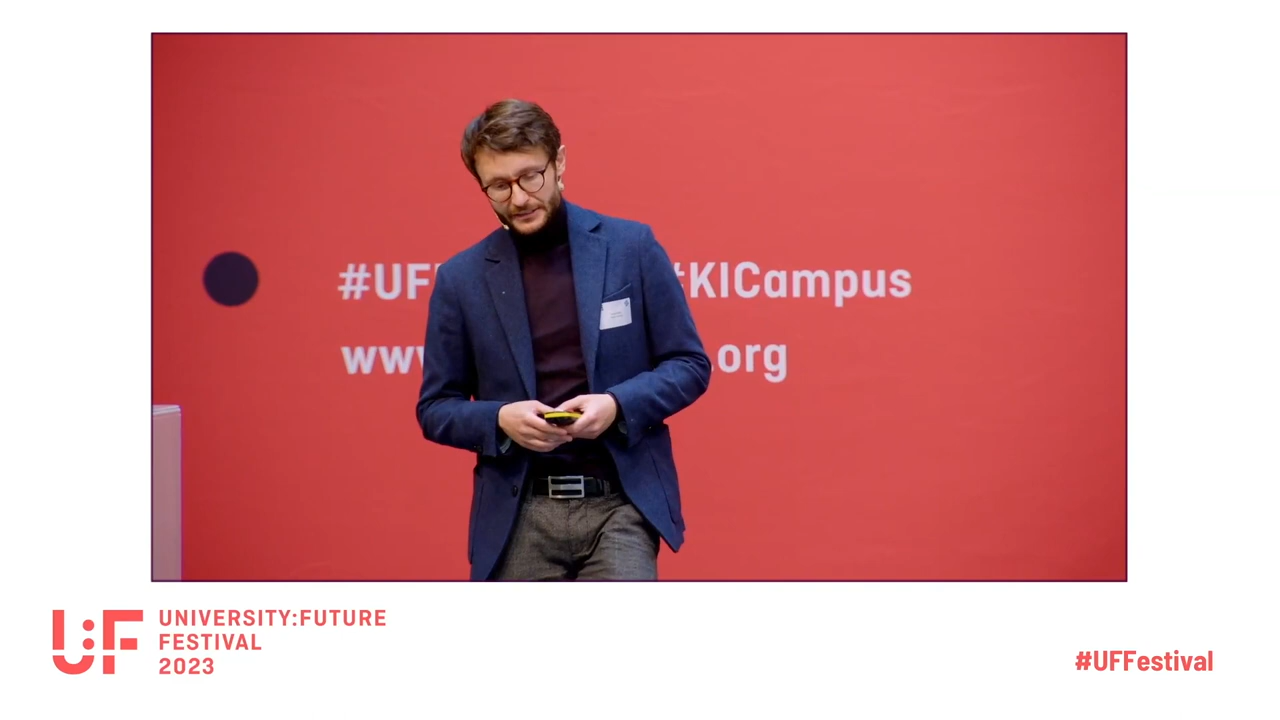 #UF #KICampus
www .org
UNIVERSITY:FUTURE
FESTIVAL
2023
#UFFestival